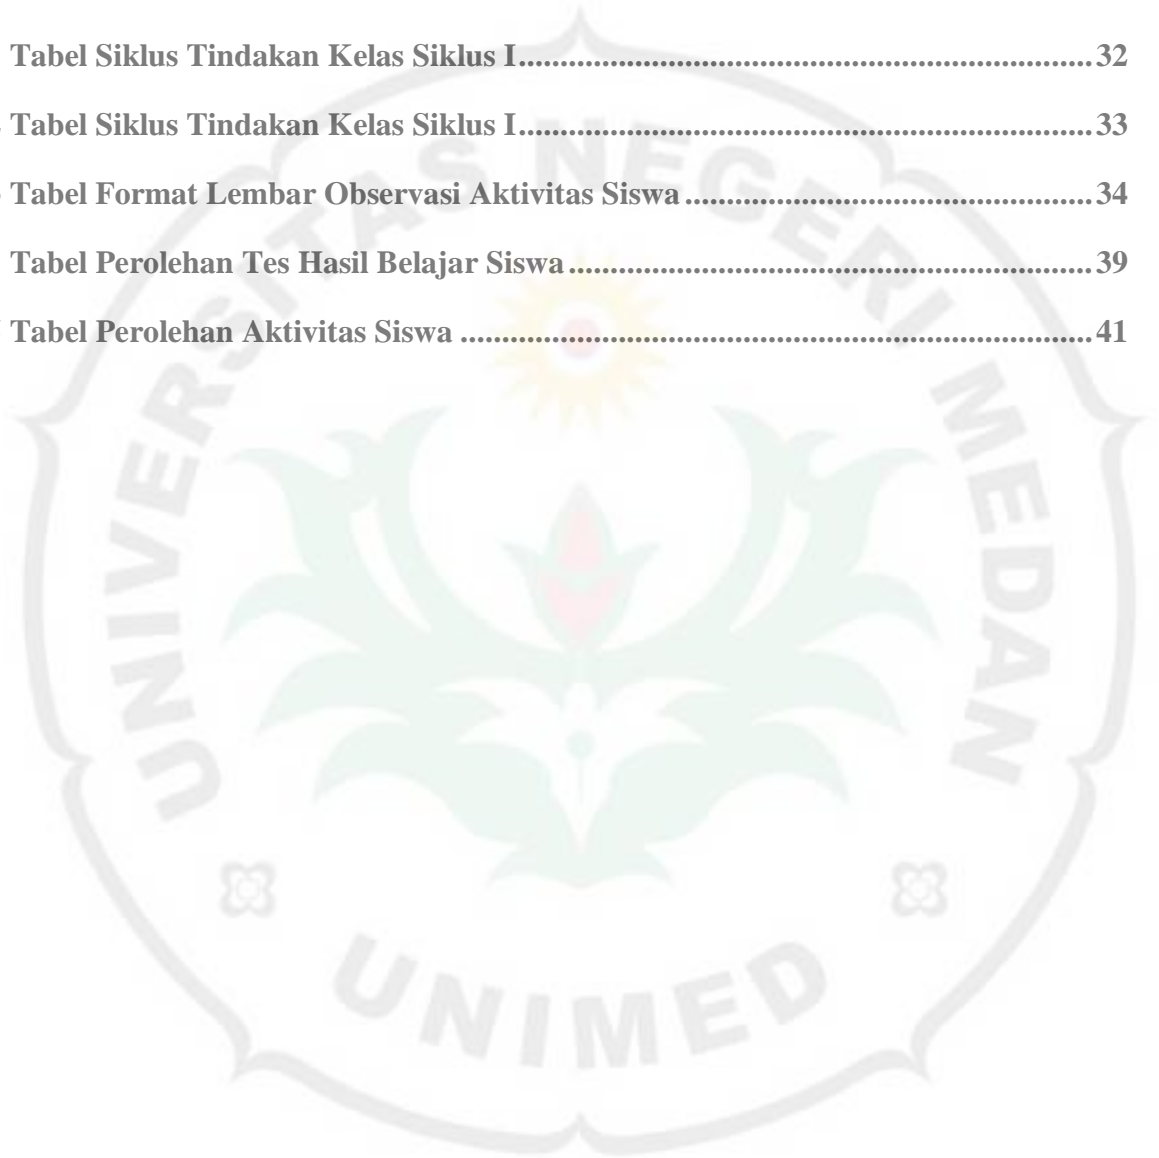 Tabel Siklus Tindakan Kelas Siklus I..................................................................... 32
Tabel Siklus Tindakan Kelas Siklus I..................................................................... 33
Tabel Format Lembar Observasi Aktivitas Siswa ................................................. 34
Tabel Perolehan Tes Hasil Belajar Siswa ............................................................... 39
Tabel Perolehan Aktivitas Siswa ............................................................................ 41
UNIVERSITAS NEGERI MEDAN
UNIMED